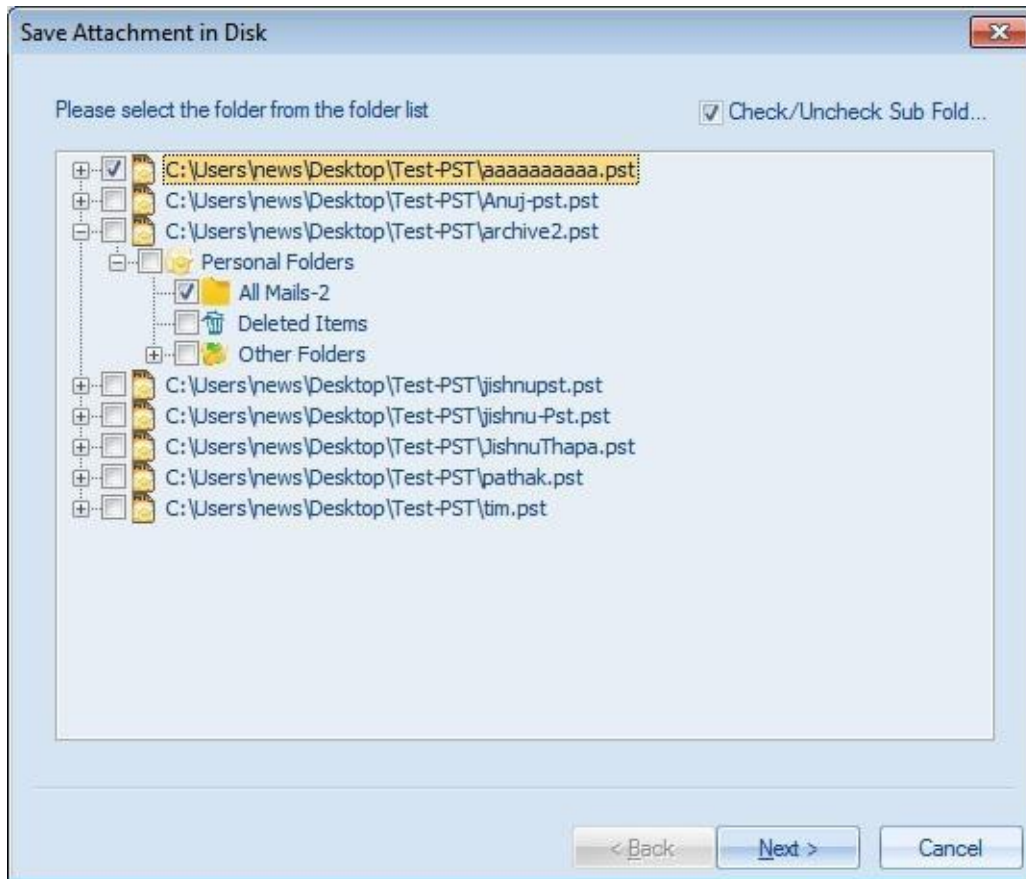 Save Attachment in Disk
Please select the folder from the folder list
Check/Uncheck Sub Fold...
C:\Users\news\Desktop\Test-PST\aaaaaaaaaa.pst
C:\Users\news\Desktop\Test-PST\Anuj-pst.pst
C:\Users\news\Desktop\Test-PST\archive2.pst
Personal Folders
All Mails-2
Deleted Items
Other Folders
C:\Users\news\Desktop\Test-PST\jishnupst.pst
C:\Users\news\Desktop\Test-PST\jishnu-Pst.pst
C:\Users\news\Desktop\Test-PST\JishnuThapa.pst
C:\Users\news\Desktop\Test-PST\pathak.pst
C:\Users\news\Desktop\Test-PST\tim.pst
< Back
Next >
Cancel